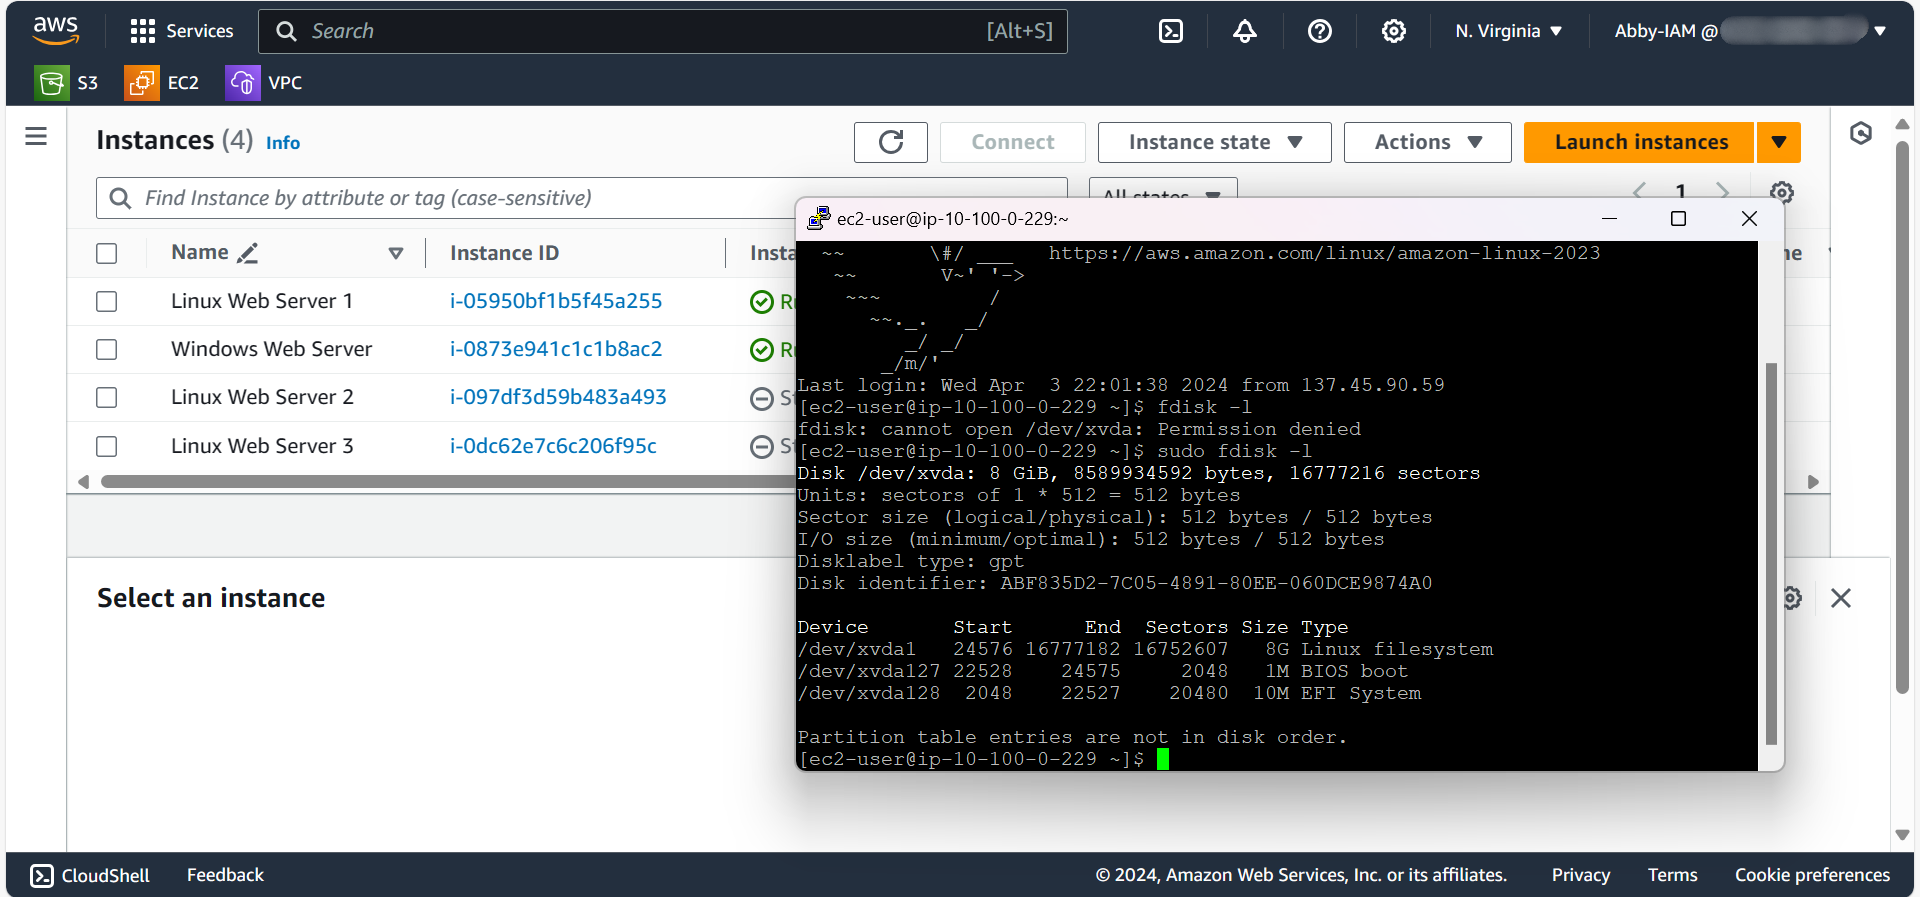 aws
Services
Search
[Alt+S]
N. Virginia
Abby-IAM @
S3
EC2
VPC
Instances (4) Info
Connect
Instance state
Actions
Launch instances
Find Instance by attribute or tag (case-sensitive)
All states
1
Name
Instance ID
Insta
ne
Linux Web Server 1
i-05950bf1b5f45a255
Windows Web Server
i-0873e941c1c1b8ac2
Linux Web Server 2
i-097df3d59b483a493
St
Linux Web Server 3
i-0dc62e7c6c206f95c
St
Select an instance
ec2-user@ip-10-100-0-229:~
~~       \#/ ___   https://aws.amazon.com/linux/amazon-linux-2023
~~       V~' '->
~~~         /
~~._.   _/
_/ _/
_/m/'
Last login: Wed Apr  3 22:01:38 2024 from 137.45.90.59
[ec2-user@ip-10-100-0-229 ~]$ fdisk -l
fdisk: cannot open /dev/xvda: Permission denied
[ec2-user@ip-10-100-0-229 ~]$ sudo fdisk -l
Disk /dev/xvda: 8 GiB, 8589934592 bytes, 16777216 sectors
Units: sectors of 1 * 512 = 512 bytes
Sector size (logical/physical): 512 bytes / 512 bytes
I/O size (minimum/optimal): 512 bytes / 512 bytes
Disklabel type: gpt
Disk identifier: ABF835D2-7C05-4891-80EE-060DCE9874A0
Device       Start      End  Sectors Size Type
/dev/xvda1   24576 16777182 16752607   8G Linux filesystem
/dev/xvda127 22528    24575     2048   1M BIOS boot
/dev/xvda128  2048    22527    20480  10M EFI System
Partition table entries are not in disk order.
[ec2-user@ip-10-100-0-229 ~]$
CloudShell
Feedback
© 2024, Amazon Web Services, Inc. or its affiliates.
Privacy
Terms
Cookie preferences